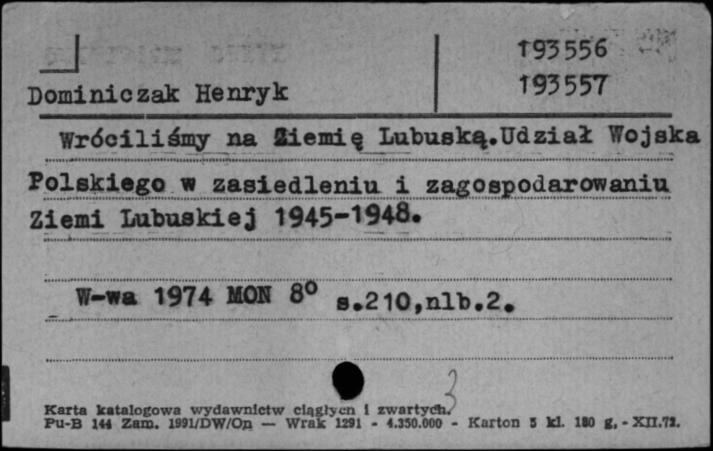 193556
193557
Dominiczak Henryk
Wróciliśmy na Ziemię Lubuską.Udział Wojska
Polskiego w zasiedleniu i zagospodarowaniu
Ziemi Lubuskiej 1945-1948.
W-wa 1974 MON 8° s.210,nlb.2.
3
Karta katalogowa wydawnictw ciągłych i zwartych.
Pu-B 144 Zam. 1991/DW/Op — Wrak 1291 - 4.350.000 - Karton 5 kl. 180 g, - XII.72.